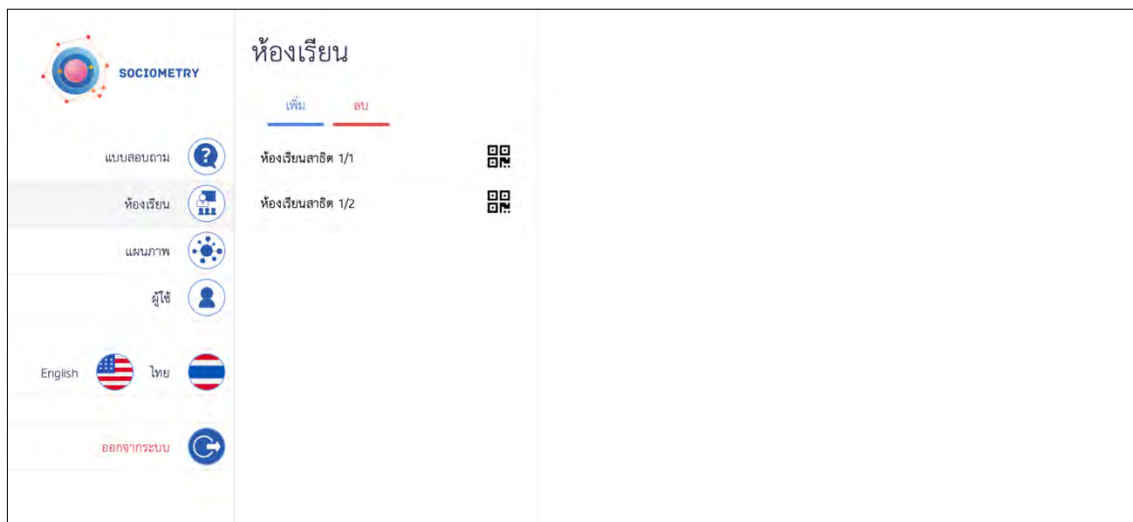 SOCIOMETRY
แบบสอบถาม
ห้องเรียน
แผนภาพ
ผู้ใช้
English ไทย
ออกจากระบบ
ห้องเรียน
เพิ่ม ลบ
ห้องเรียนสาธิต 1/1
ห้องเรียนสาธิต 1/2